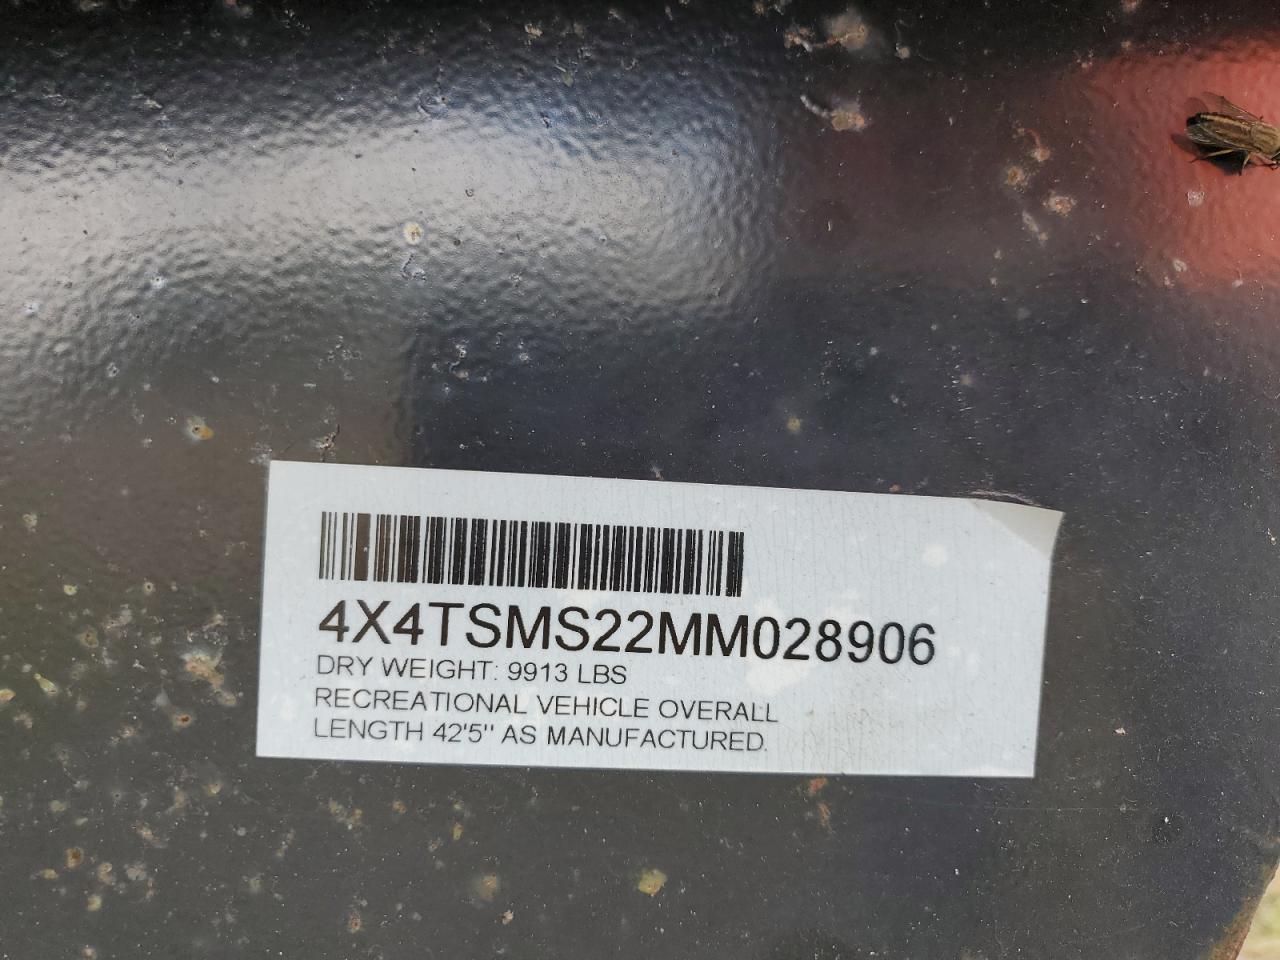 4X4TSMS22MM028906
DRY WEIGHT: 9913 LBS
RECREATIONAL VEHICLE OVERALL
LENGTH 42'5" AS MANUFACTURED.